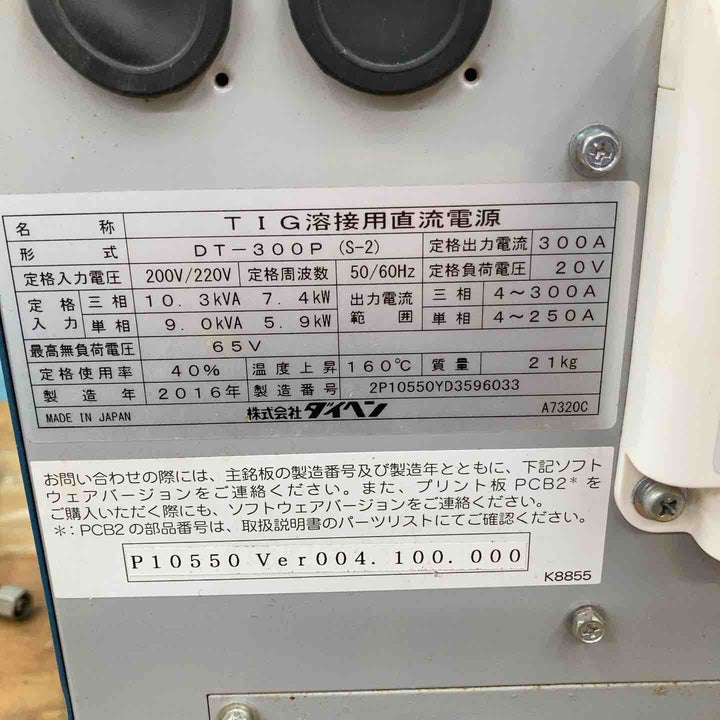 名称 TIG溶接用直流電源
形式 DT-300P (S-2) 定格出力電流 300A
定格入力電圧 200V/220V 定格周波数 50/60Hz 定格負荷電圧 20V
定格入力 三相 10.3kVA 7.4kW 出力電流範囲 三相 4~300A
単相 9.0kVA 5.9kW 単相 4~250A
最高無負荷電圧 65V
定格使用率 40% 温度上昇 160℃ 質量 21kg
製造年 2016年 製造番号 2P10550YD3596033
MADE IN JAPAN 株式会社ダイヘン A7320C
お問い合わせの際には、主銘板の製造番号及び製造年とともに、下記ソフト
ウェアバージョンをご連絡ください。また、プリント板 PCB2*を
ご購入いただく際にも、ソフトウェアバージョンをご連絡ください。
*:PCB2の部品番号は、取扱説明書のパーツリストにてご確認ください。
P10550 Ver004.100.000
K8855